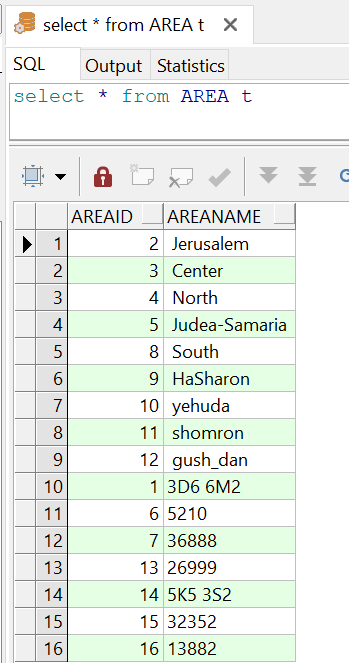 select * from AREA t
SQL Output Statistics
select * from AREA t
AREAID AREANAME
1 2 Jerusalem
2 3 Center
3 4 North
4 5 Judea-Samaria
5 8 South
6 9 HaSharon
7 10 yehuda
8 11 shomron
9 12 gush_dan
10 1 3D6 6M2
11 6 5210
12 7 36888
13 13 26999
14 14 5K5 3S2
15 15 32352
16 16 13882